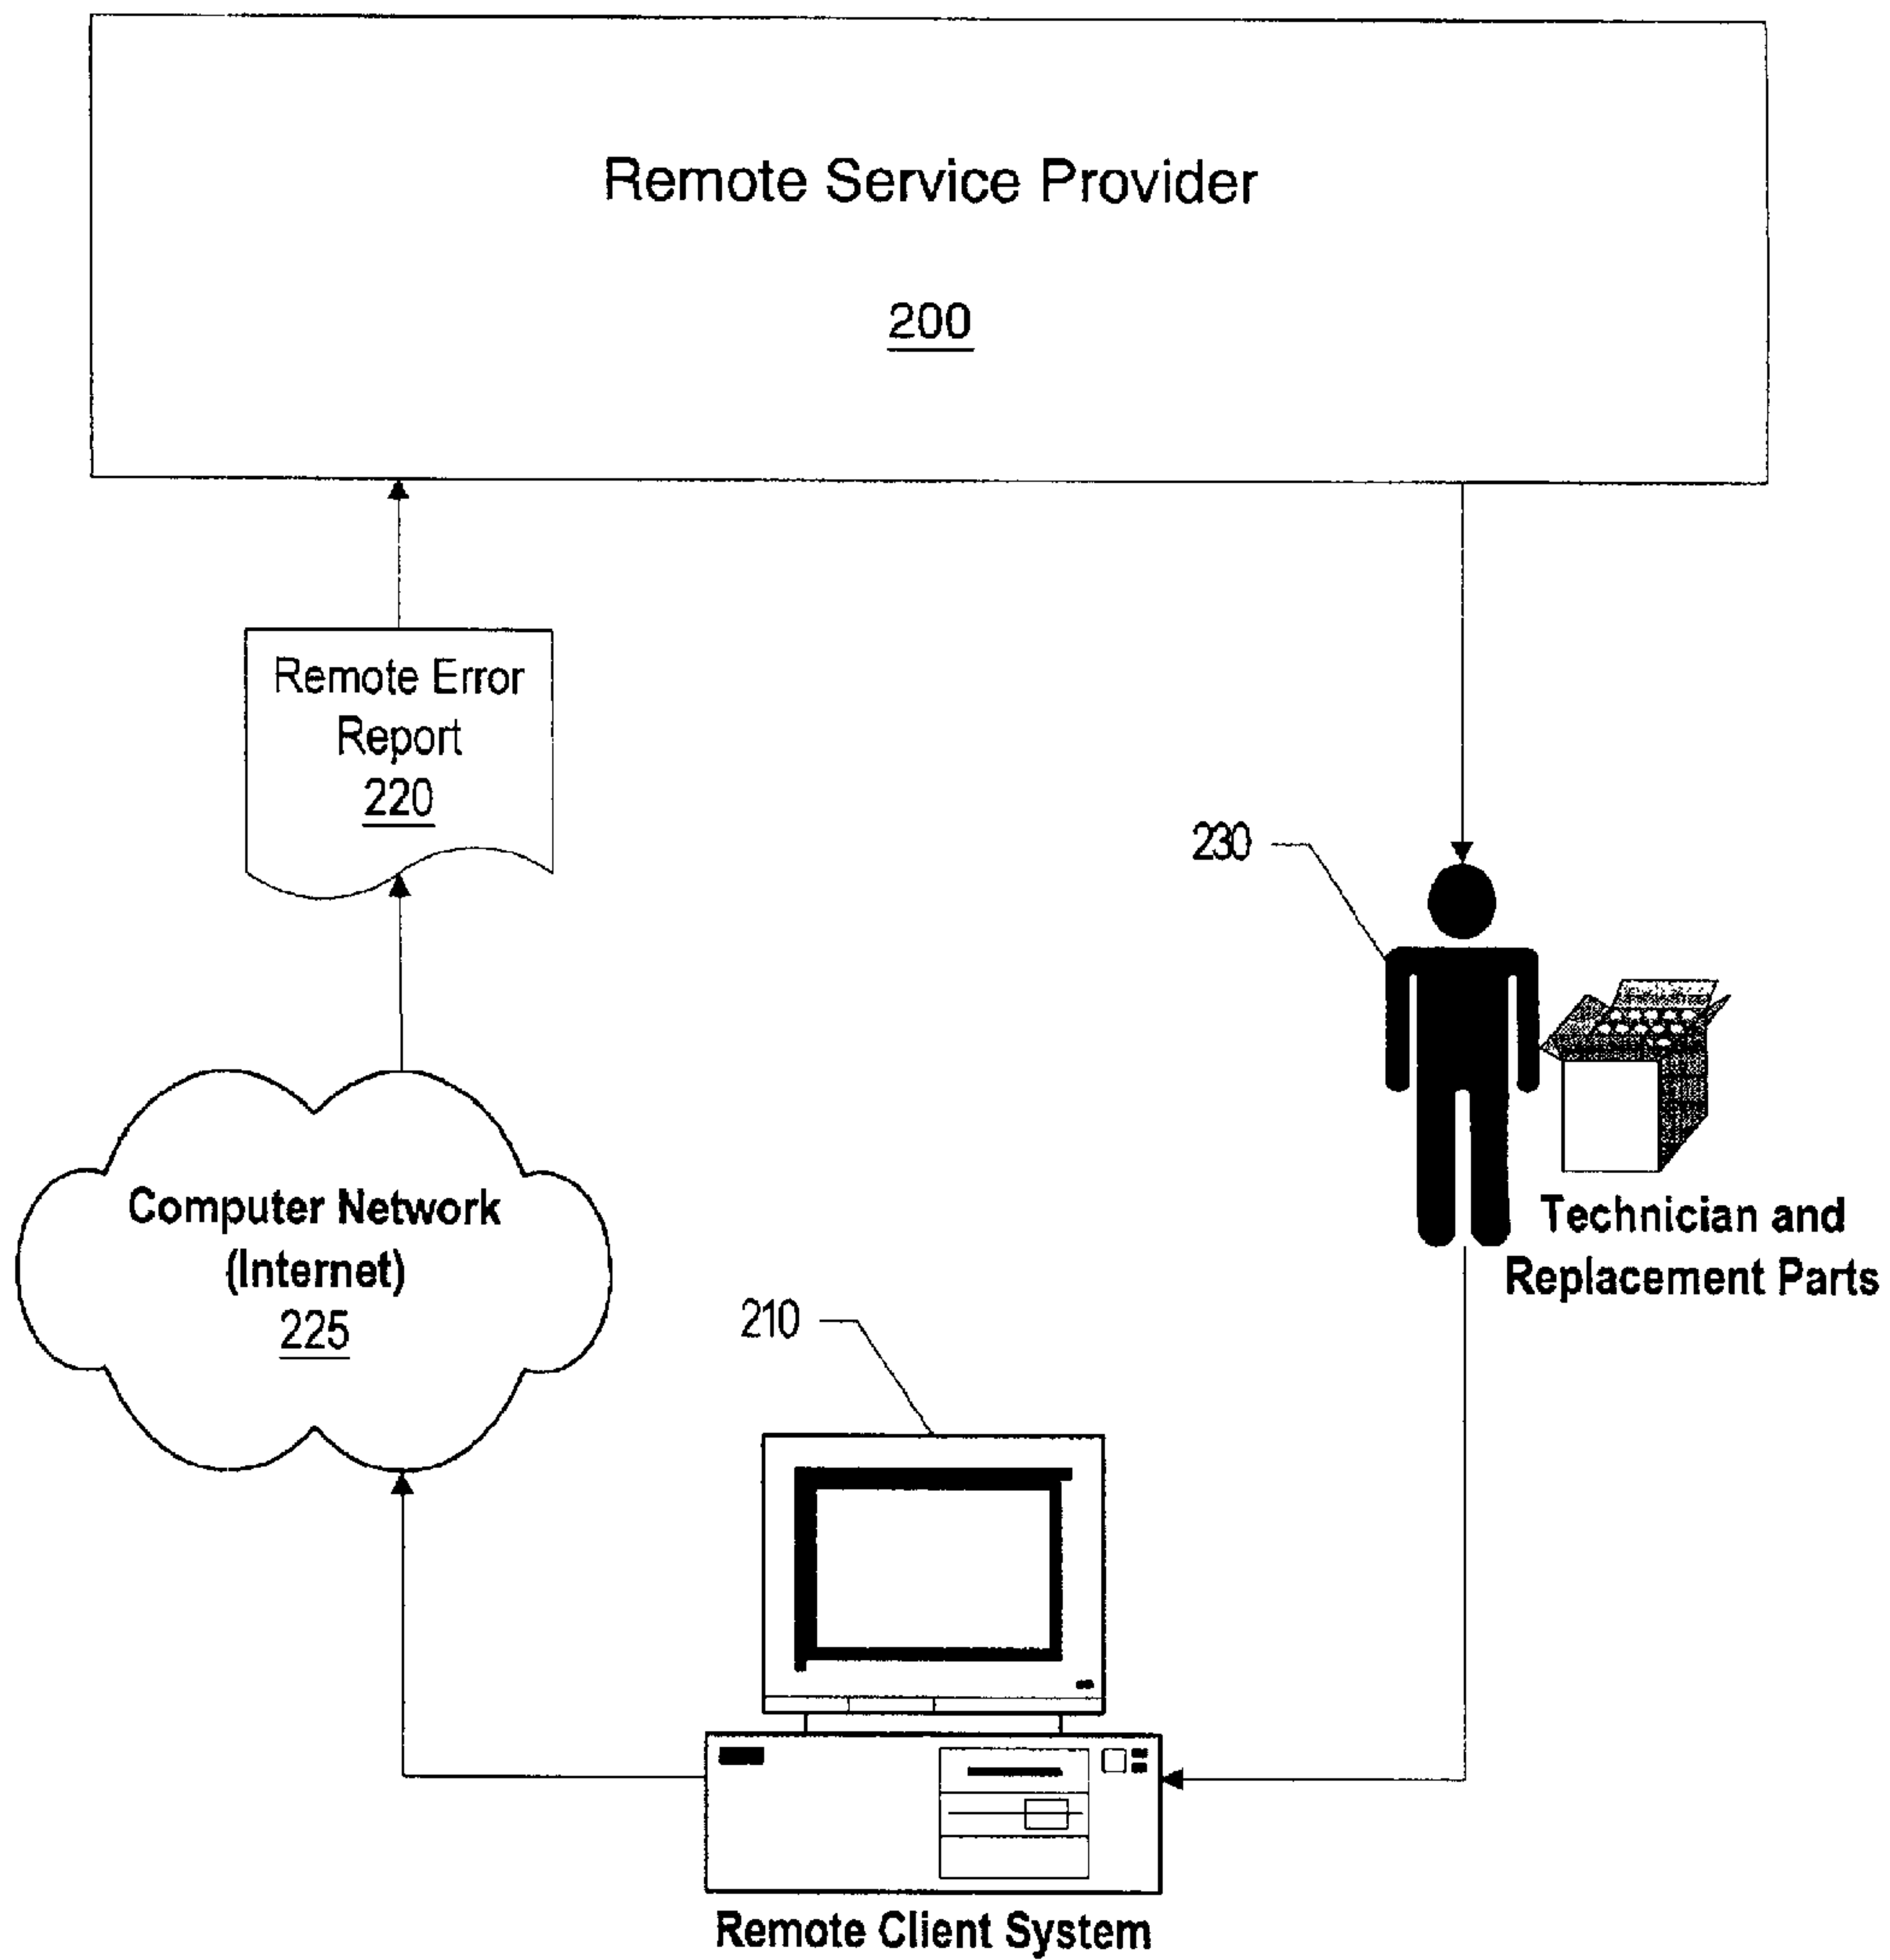 Remote Service Provider
200
Remote Error
Report
220
230
Computer Network
(Internet)
225
Technician and
Replacement Parts
210
Remote Client System